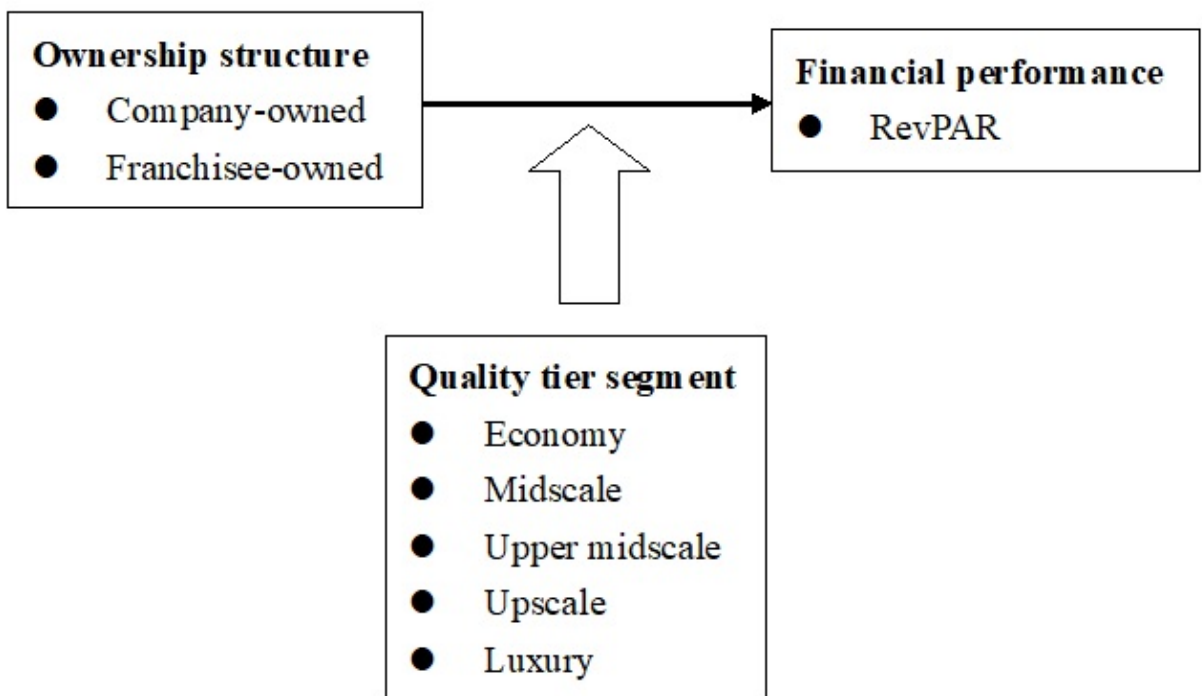 Ownership structure
● Company-owned
● Franchisee-owned
Financial performance
● RevPAR
Quality tier segment
● Economy
● Midscale
● Upper midscale
● Upscale
● Luxury